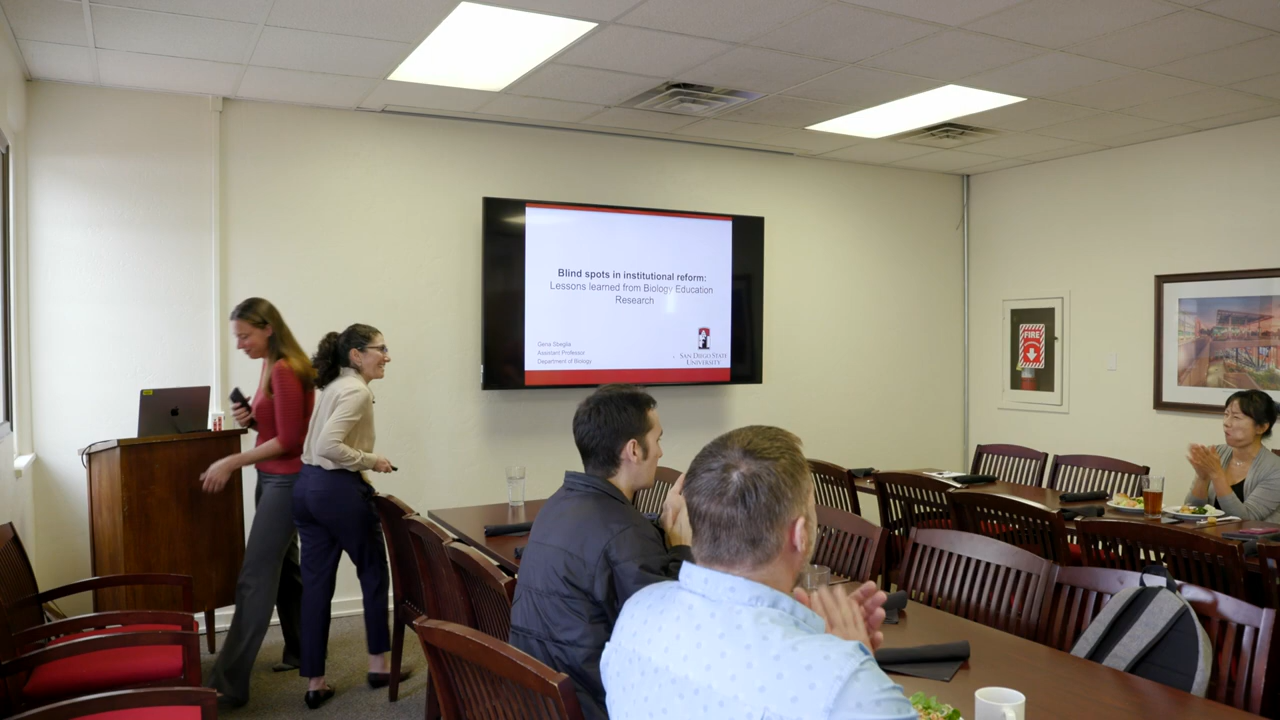 Blind spots in institutional reform:
Lessons learned from Biology Education
Research
Gena Sbeglia
Assistant Professor
Department of Biology
SAN DIEGO STATE
UNIVERSITY
FIRE